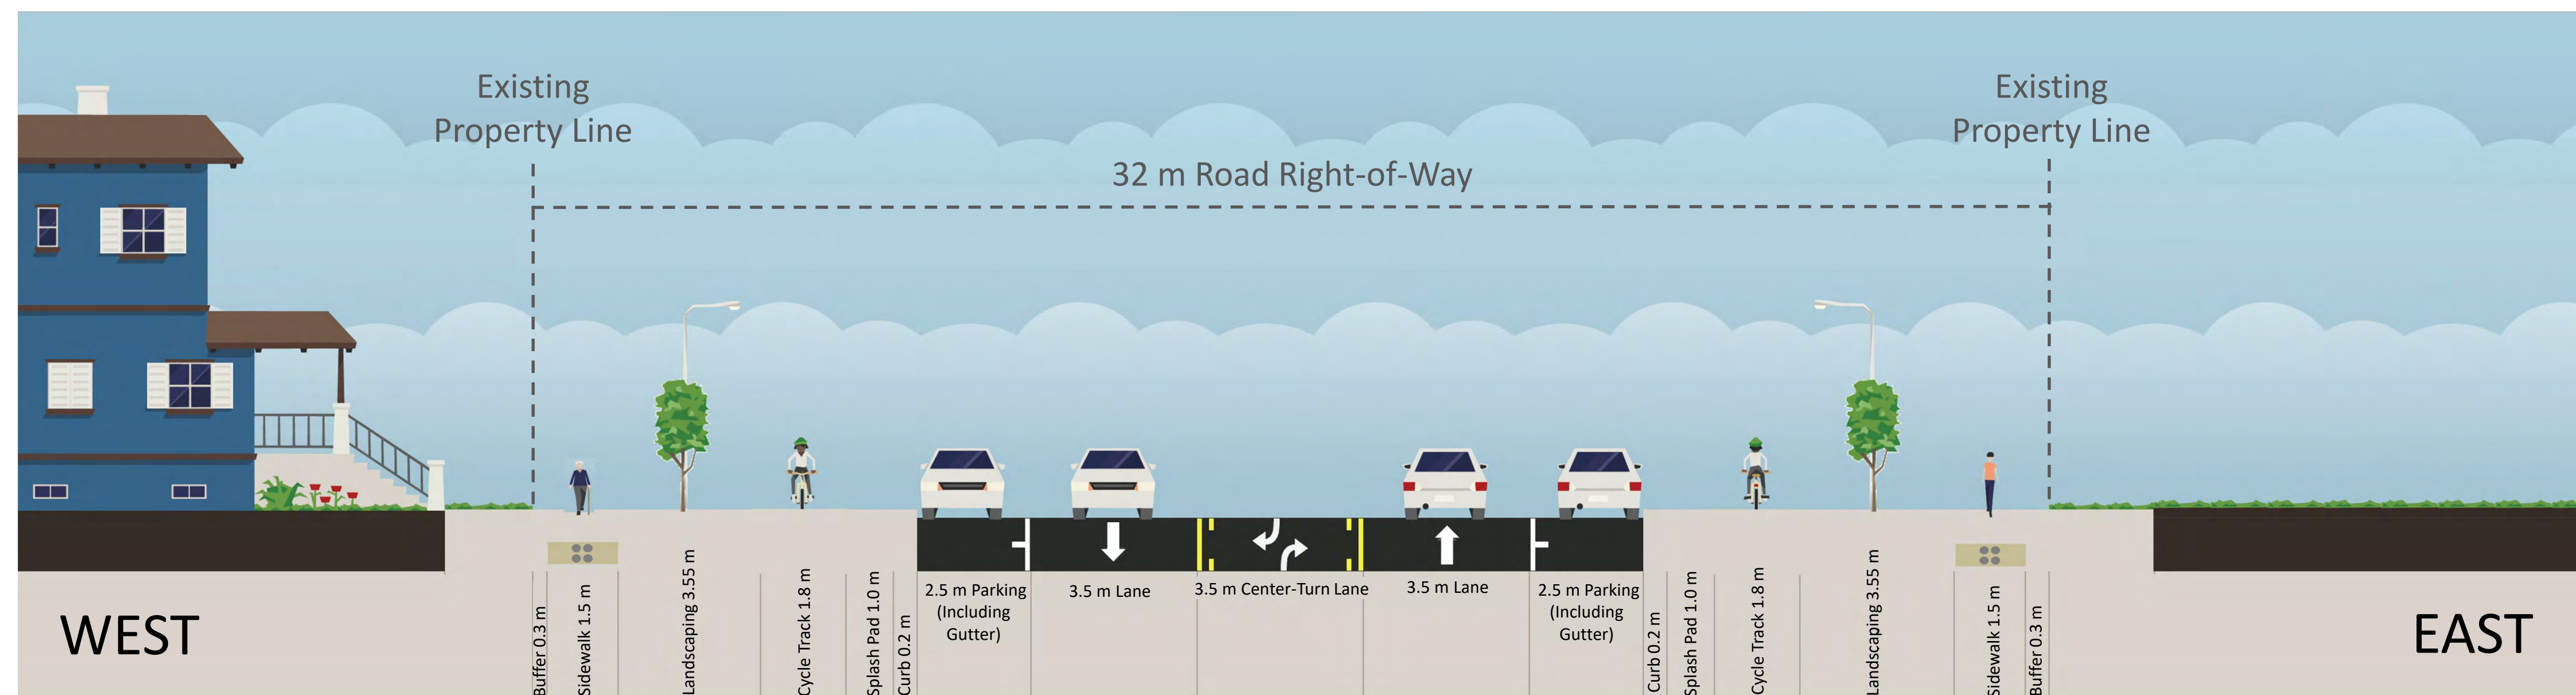 Existing
Property Line
Existing
Property Line
32 m Road Right-of-Way
WEST
Buffer 0.3 m
Sidewalk 1.5 m
Landscaping 3.55 m
Cycle Track 1.8 m
Splash Pad 1.0 m
Curb 0.2 m
2.5 m Parking
(Including
Gutter)
3.5 m Lane
3.5 m Center-Turn Lane
3.5 m Lane
2.5 m Parking
(Including
Gutter)
Curb 0.2 m
Splash Pad 1.0 m
Cycle Track 1.8 m
Landscaping 3.55 m
Sidewalk 1.5 m
Buffer 0.3 m
EAST